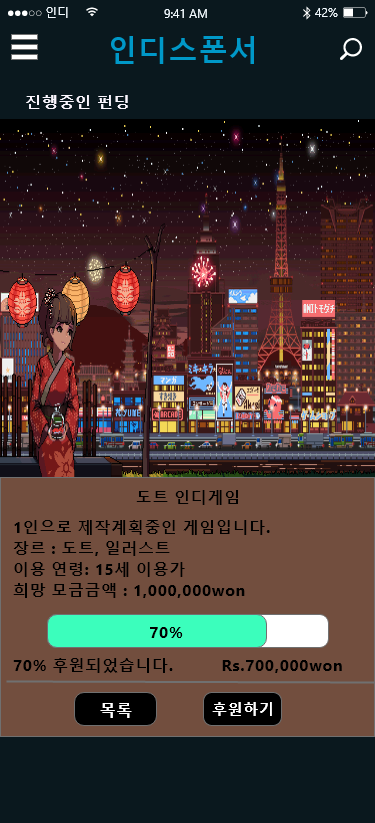 인디 9:41 AM 42%
인디스폰서
진행중인 펀딩
マンガ
ARCADE
도트 인디게임
1인으로 제작계획중인 게임입니다.
장르 : 도트, 일러스트
이용 연령: 15세 이용가
희망 모금금액 : 1,000,000won
70%
70% 후원되었습니다. Rs.700,000won
목록 후원하기